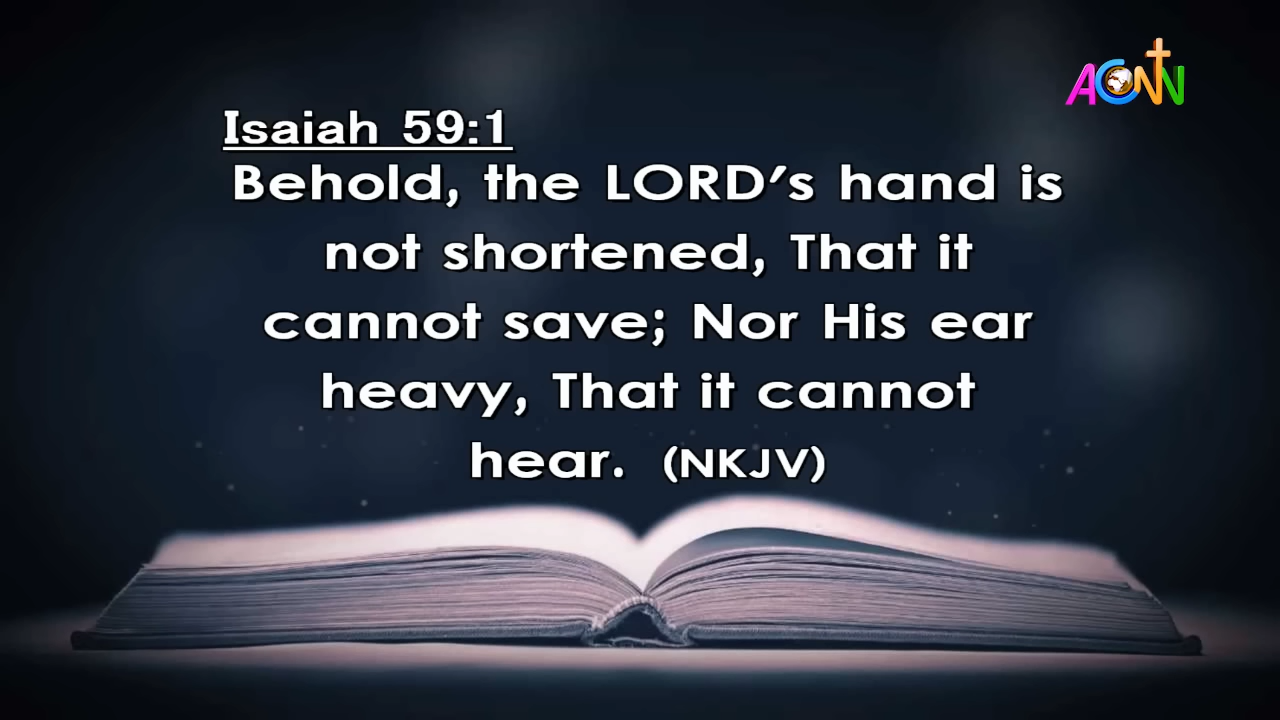 ACNN
Isaiah 59:1
Behold, the LORD's hand is
not shortened, That it
cannot save; Nor His ear
heavy, That it cannot
hear. (NKJV)